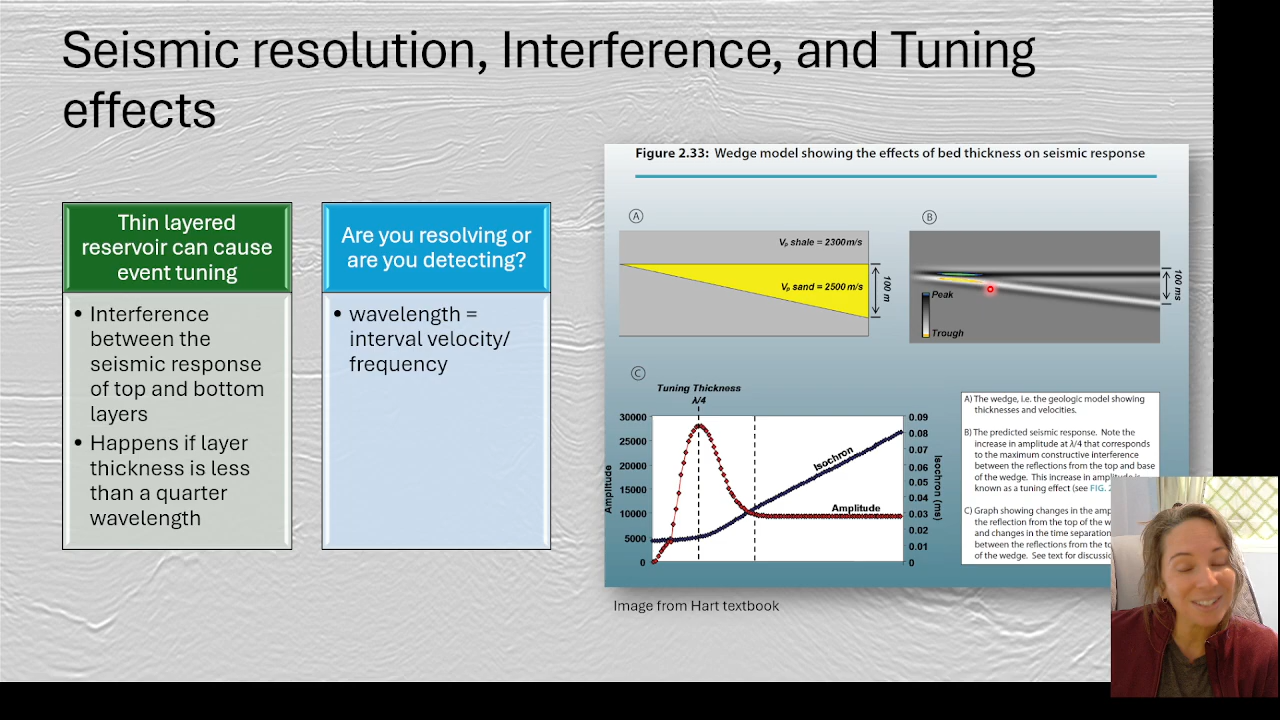 Seismic resolution, Interference, and Tuning
effects
Thin layered
reservoir can cause
event tuning
• Interference
between the
seismic response
of top and bottom
layers
• Happens if layer
thickness is less
than a quarter
wavelength
Are you resolving or
are you detecting?
• wavelength =
interval velocity/
frequency
Figure 2.33: Wedge model showing the effects of bed thickness on seismic response
A
Vp shale = 2300m/s
Vp sand = 2500 m/s
100 m
B
Peak
Trough
100 ms
C
Tuning Thickness
λ/4
30000
25000
20000
15000
10000
5000
0
Amplitude
Isochron
Amplitude
0.09
0.08
0.07
0.06
0.05
0.04
0.03
0.02
0.01
0
Isochron (ms)
A) The wedge, i.e. the geologic model showing
thicknesses and velocities.
B) The predicted seismic response. Note the
increase in amplitude at λ/4 that corresponds
to the maximum constructive interference
between the reflections from the top and base
of the wedge. This increase in amplitude is
known as a tuning effect (see FIG.
C) Graph showing changes in the
the reflection from the top of the
and changes in the time separation
between the reflections from the
of the wedge. See text for
Image from Hart textbook